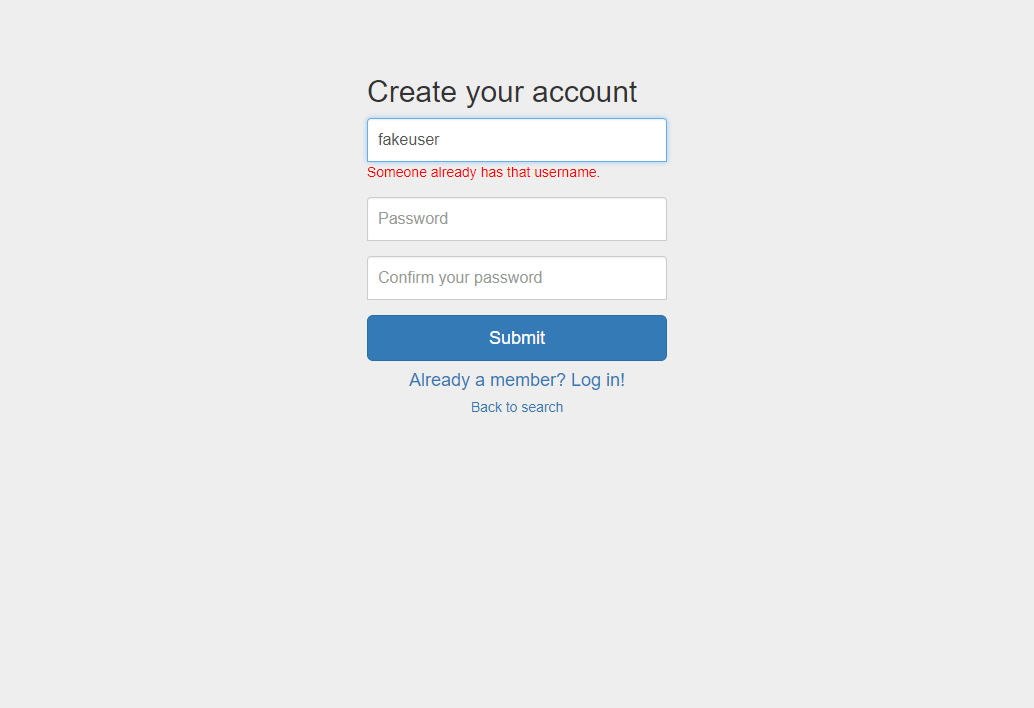 Create your account
fakeuser
Someone already has that username.
Password
Confirm your password
Submit
Already a member? Log in!
Back to search